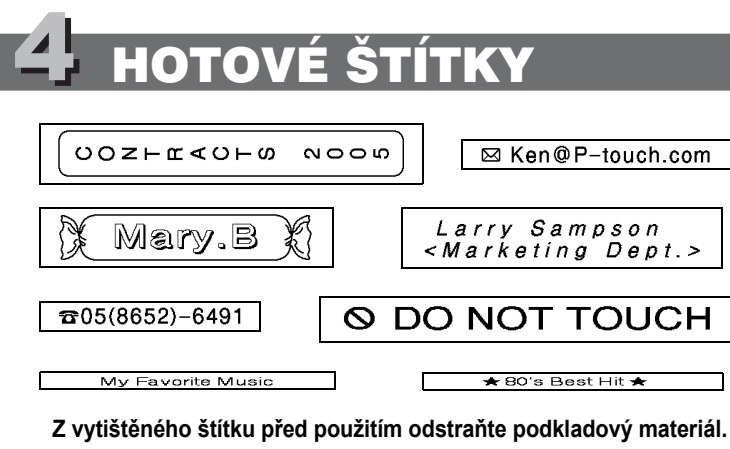 4 HOTOVÉ ŠTÍTKY
CONTRACTS 2005
✉ Ken@P-touch.com
Mary.B
Larry Sampson
<Marketing Dept.>
☎05(8652)-6491
🛇 DO NOT TOUCH
My Favorite Music
★ 80's Best Hit ★
Z vytištěného štítku před použitím odstraňte podkladový materiál.